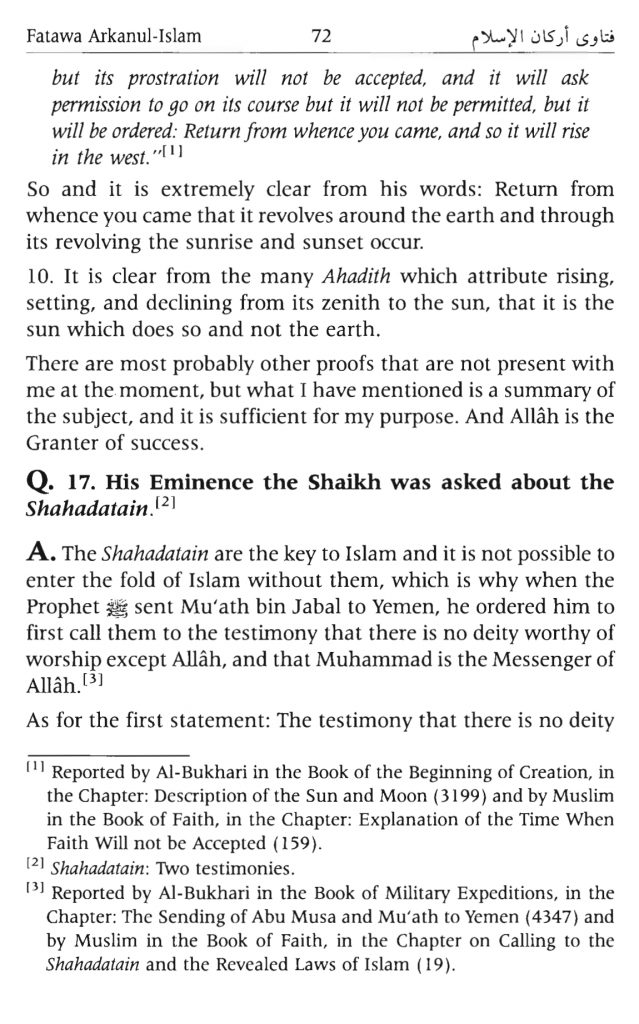 Fatawa Arkanul-Islam 72 فتاوى أركان الإسلام
but its prostration will not be accepted, and it will ask
permission to go on its course but it will not be permitted, but it
will be ordered: Return from whence you came, and so it will rise
in the west."[1]
So and it is extremely clear from his words: Return from
whence you came that it revolves around the earth and through
its revolving the sunrise and sunset occur.
10. It is clear from the many Ahadith which attribute rising,
setting, and declining from its zenith to the sun, that it is the
sun which does so and not the earth.
There are most probably other proofs that are not present with
me at the moment, but what I have mentioned is a summary of
the subject, and it is sufficient for my purpose. And Allâh is the
Granter of success.
Q. 17. His Eminence the Shaikh was asked about the
Shahadatain.[2]
A. The Shahadatain are the key to Islam and it is not possible to
enter the fold of Islam without them, which is why when the
Prophet ﷺ sent Mu‘ath bin Jabal to Yemen, he ordered him to
first call them to the testimony that there is no deity worthy of
worship except Allâh, and that Muhammad is the Messenger of
Allâh.[3]
As for the first statement: The testimony that there is no deity
[1] Reported by Al-Bukhari in the Book of the Beginning of Creation, in
the Chapter: Description of the Sun and Moon (3199) and by Muslim
in the Book of Faith, in the Chapter: Explanation of the Time When
Faith Will not be Accepted (159).
[2] Shahadatain: Two testimonies.
[3] Reported by Al-Bukhari in the Book of Military Expeditions, in the
Chapter: The Sending of Abu Musa and Mu‘ath to Yemen (4347) and
by Muslim in the Book of Faith, in the Chapter on Calling to the
Shahadatain and the Revealed Laws of Islam (19).